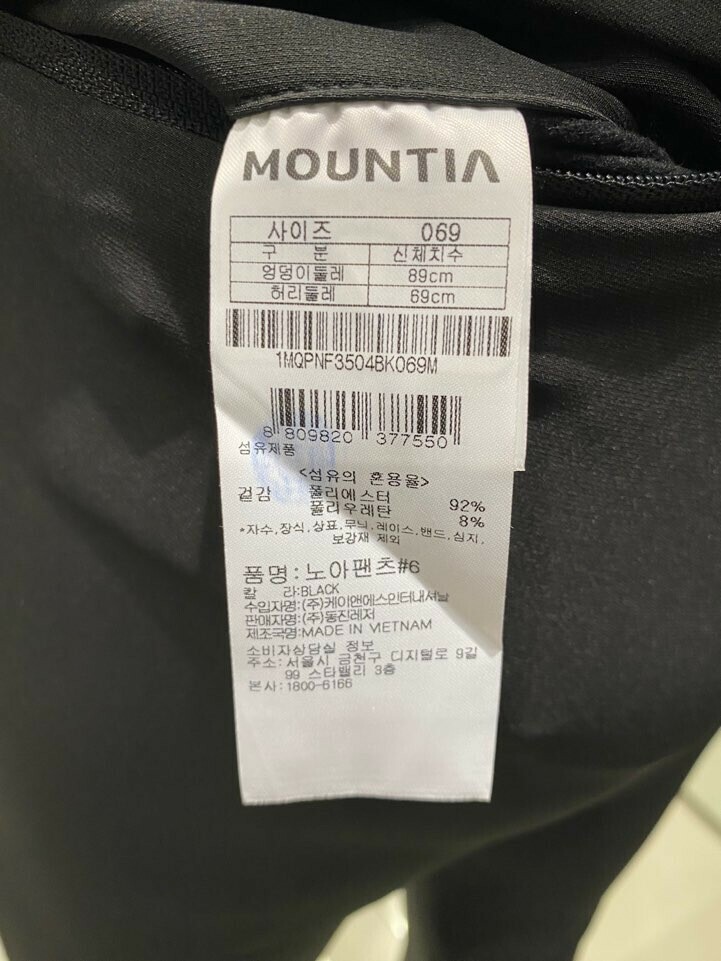 MOUNTIA
사이즈 069
구 분 신체치수
엉덩이둘레 89cm
허리둘레 69cm
1MQPNF3504BK069M
8 809820 377550
섬유제품
<섬유의 혼용율>
겉감 폴리에스터 92%
폴리우레탄 8%
*자수,장식,상표,무늬,레이스,밴드,심지,
보강재 제외
품명:노아팬츠#6
칼 라:BLACK
수입자명:(주)케이앤에스인터내셔날
판매자명:(주)동진레저
제조국명:MADE IN VIETNAM
소비자상담실 정보
주소:서울시 금천구 디지털로 9길
99 스타밸리 3층
본사:1800-6166